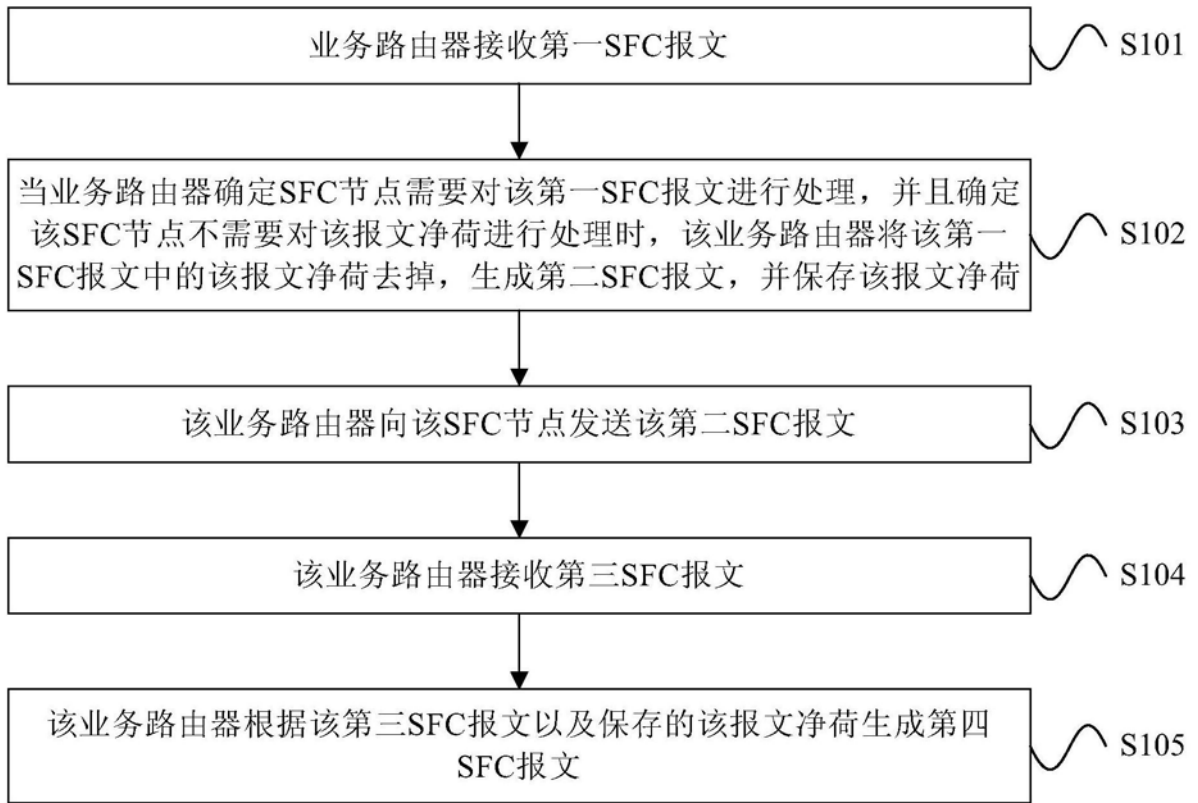 业务路由器接收第一SFC报文
S101
当业务路由器确定SFC节点需要对该第一SFC报文进行处理，并且确定
该SFC节点不需要对该报文净荷进行处理时，该业务路由器将该第一
SFC报文中的该报文净荷去掉，生成第二SFC报文，并保存该报文净荷
S102
该业务路由器向该SFC节点发送该第二SFC报文
S103
该业务路由器接收第三SFC报文
S104
该业务路由器根据该第三SFC报文以及保存的该报文净荷生成第四
SFC报文
S105